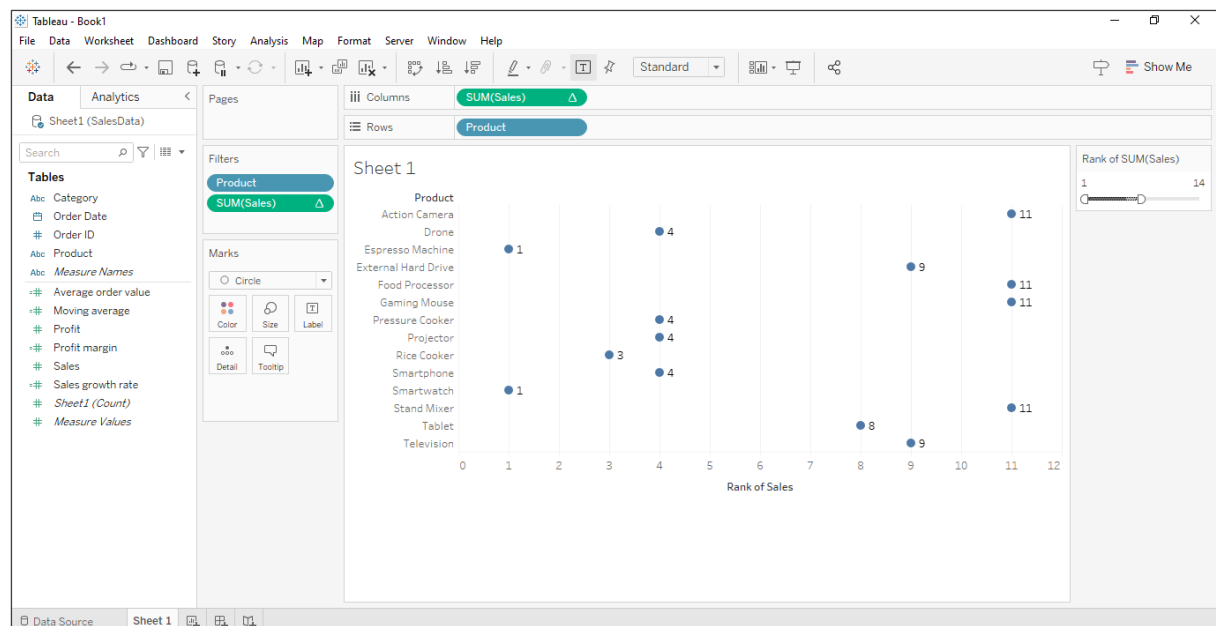 Tableau - Book1
File Data Worksheet Dashboard Story Analysis Map Format Server Window Help
Standard
Show Me
Data Analytics
Sheet1 (SalesData)
Search
Tables
Abc Category
Order Date
# Order ID
Abc Product
Abc Measure Names
=# Average order value
=# Moving average
# Profit
=# Profit margin
# Sales
=# Sales growth rate
# Sheet1 (Count)
# Measure Values
Pages
Filters
Product
SUM(Sales) Δ
Marks
Circle
Color Size Label
Detail Tooltip
Columns SUM(Sales) Δ
Rows Product
Sheet 1
Product
Action Camera 11
Drone 4
Espresso Machine 1
External Hard Drive 9
Food Processor 11
Gaming Mouse 11
Pressure Cooker 4
Projector 4
Rice Cooker 3
Smartphone 4
Smartwatch 1
Stand Mixer 11
Tablet 8
Television 9
0 1 2 3 4 5 6 7 8 9 10 11 12
Rank of Sales
Rank of SUM(Sales)
1 14
Data Source Sheet 1